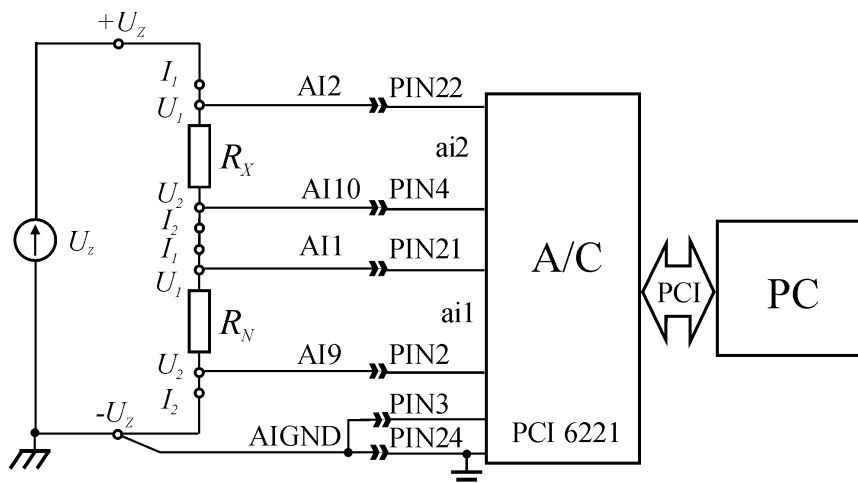 +U_Z
I_1
AI2 PIN22
U_1
ai2
R_X
U_2 AI10 PIN4
I_2
A/C
I_1 AI1 PIN21
U_Z
U_1
PCI
PC
ai1
R_N
U_2 AI9 PIN2
I_2
PIN3
-U_Z
AIGND PIN24
PCI 6221